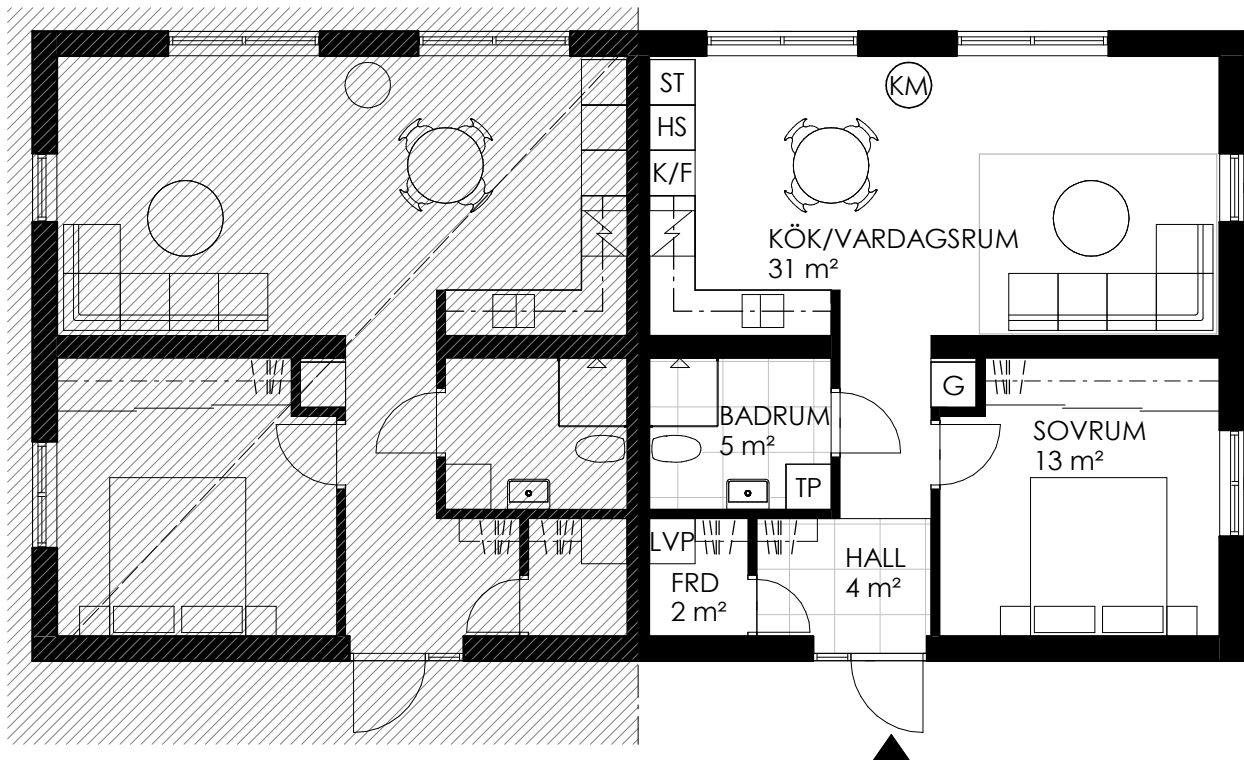 ST
KM
HS
K/F
KÖK/VARDAGSRUM
31 m²
G
BADRUM
5 m²
SOVRUM
13 m²
TP
LVP
HALL
4 m²
FRD
2 m²